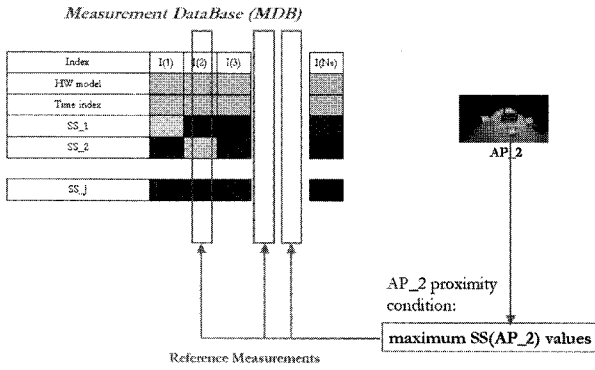 Measurement DataBase (MDB)
Index I(1) I(2) I(3) I(Ns)
HW model
Time index
SS_1
SS_2
SS_J
AP_2
AP_2 proximity
condition:
maximum SS(AP_2) values
Reference Measurements